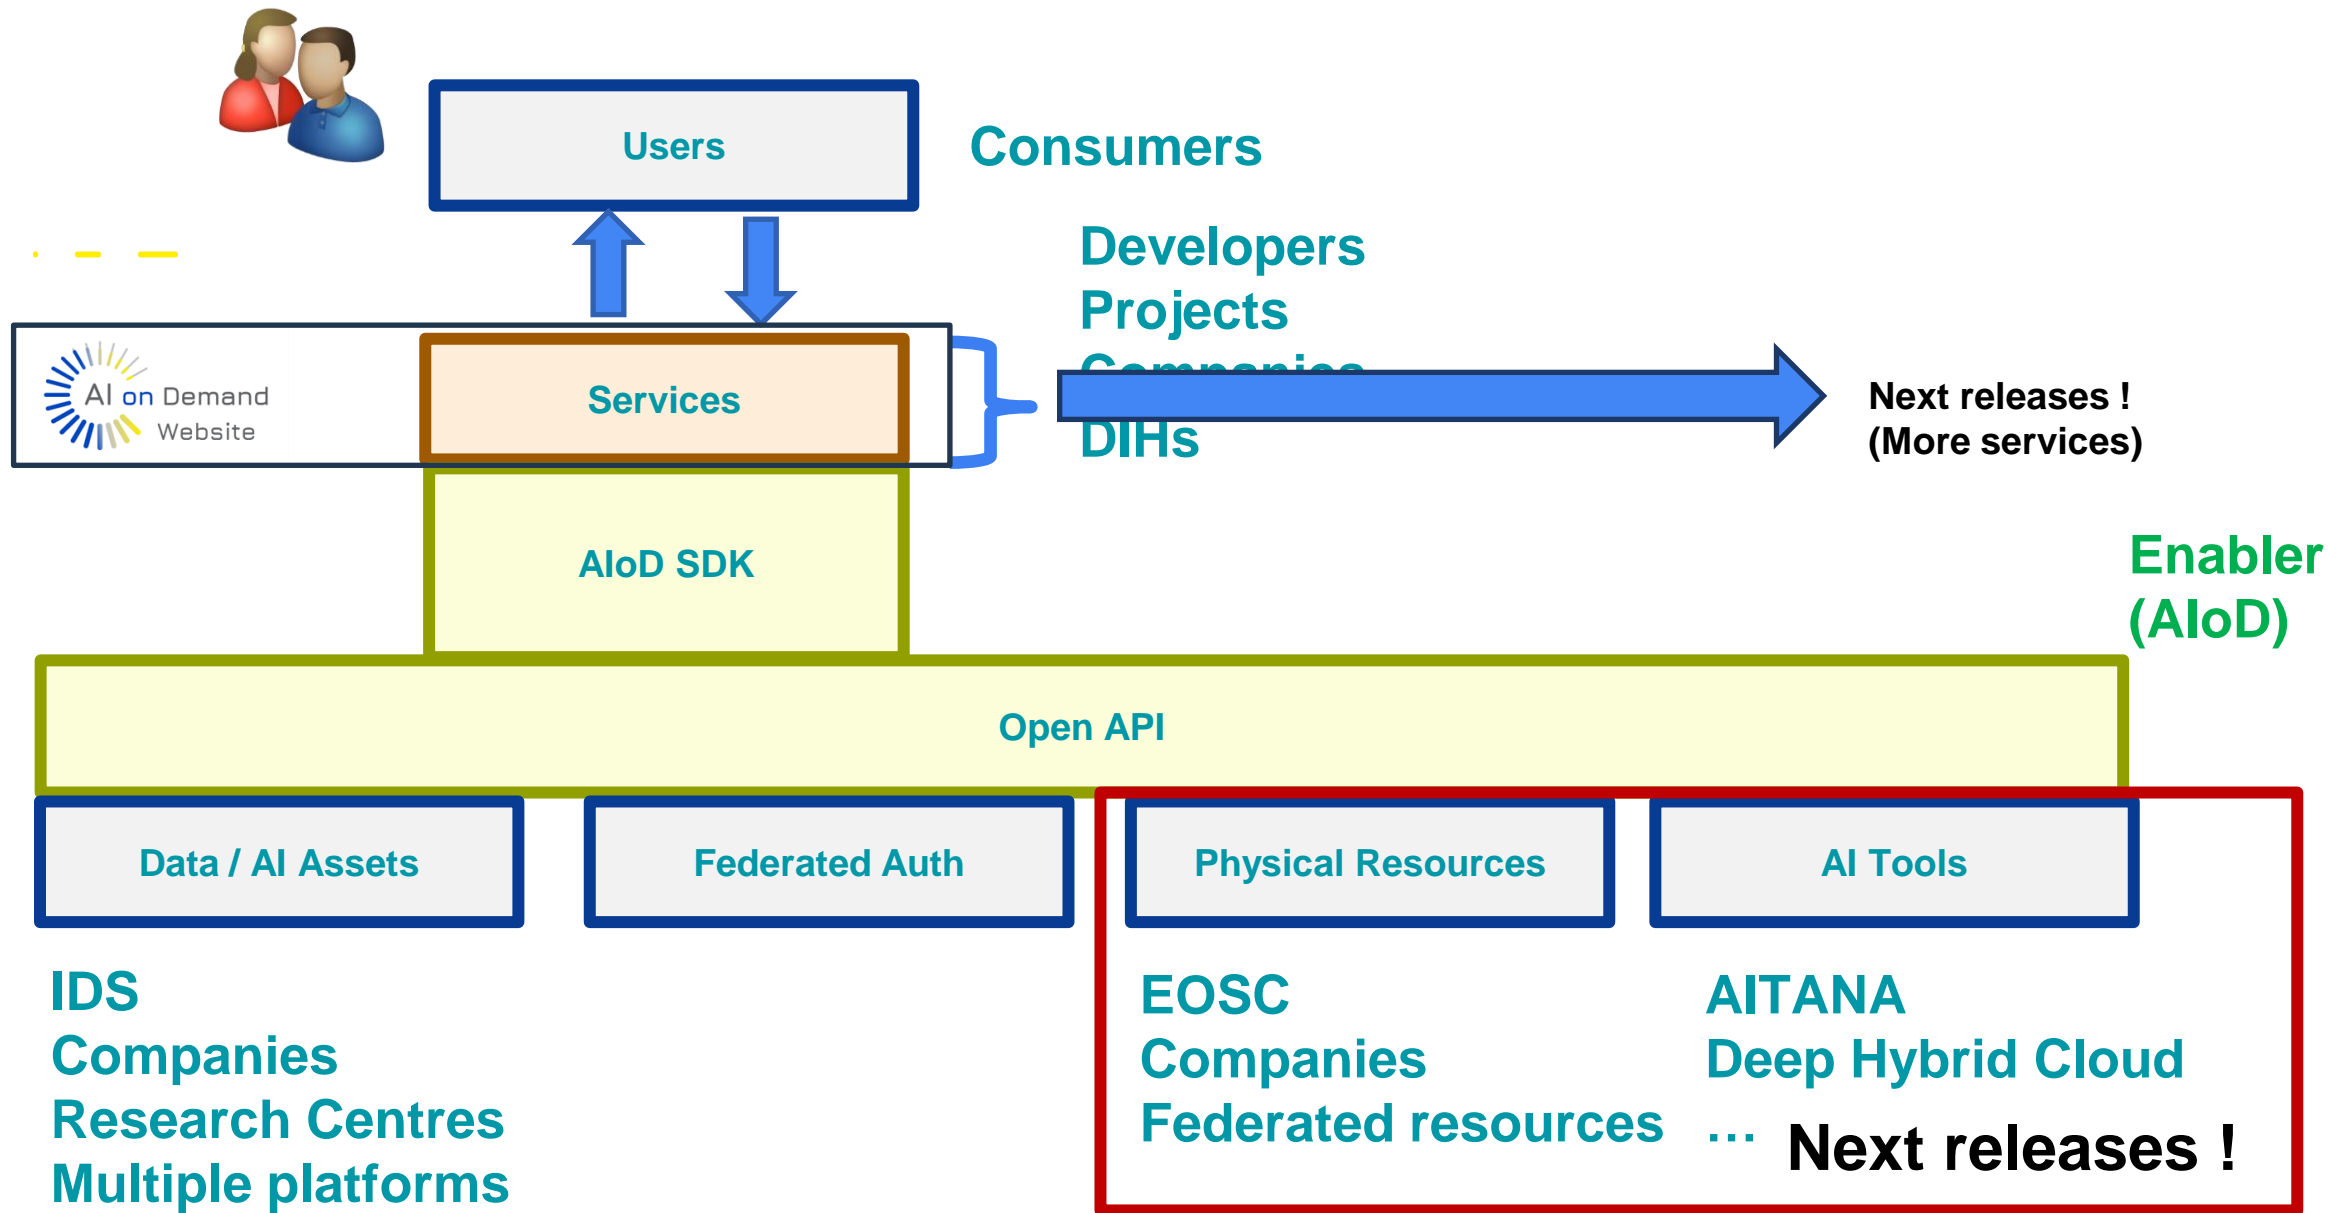 Users
Consumers
Developers
Projects
Companies
DIHs
AI on Demand
Website
Services
Next releases !
(More services)
AIoD SDK
Enabler
(AIoD)
Open API
Data / AI Assets
Federated Auth
Physical Resources
AI Tools
IDS
Companies
Research Centres
Multiple platforms
EOSC
Companies
Federated resources
AITANA
Deep Hybrid Cloud
…
Next releases !